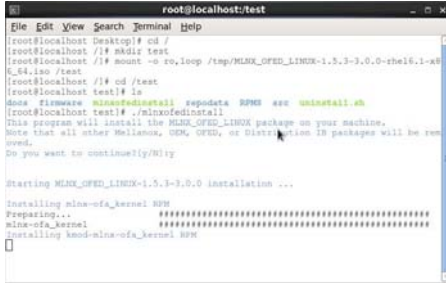 root@localhost:/test
File Edit View Search Terminal Help
[root@localhost Desktop]# cd /
[root@localhost /]# mkdir test
[root@localhost /]# mount -o ro,loop /tmp/MLNX_OFED_LINUX-1.5.3-3.0.0-rhel6.1-x8
6_64.iso /test
[root@localhost /]# cd /test
[root@localhost test]# ls
docs firmware mlnxofedinstall repodata RPMS src uninstall.sh
[root@localhost test]# ./mlnxofedinstall
This program will install the MLNX_OFED_LINUX package on your machine.
Note that all other Mellanox, OEM, OFED, or Distribution IB packages will be rem
oved.
Do you want to continue?[y/N]:y
Starting MLNX_OFED_LINUX-1.5.3-3.0.0 installation ...
Installing mlnx-ofa_kernel RPM
Preparing... ###########################################
mlnx-ofa_kernel ###########################################
Installing kmod-mlnx-ofa_kernel RPM